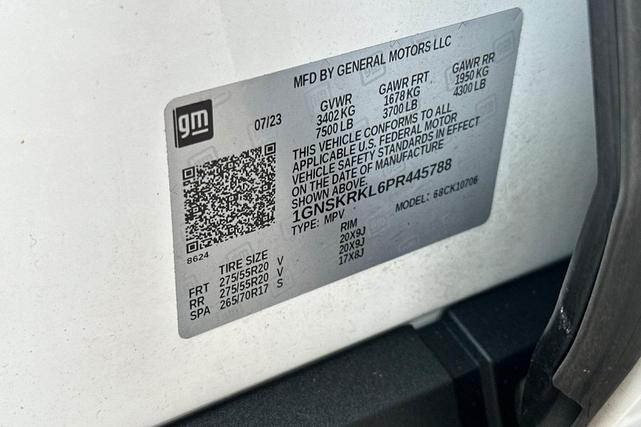 MFD BY GENERAL MOTORS LLC
gm
07/23
GVWR GAWR FRT GAWR RR
3402 KG 1678 KG 1950 KG
7500 LB 3700 LB 4300 LB
THIS VEHICLE CONFORMS TO ALL
APPLICABLE U.S. FEDERAL MOTOR
VEHICLE SAFETY STANDARDS IN EFFECT
ON THE DATE OF MANUFACTURE
SHOWN ABOVE.
1GNSKRKL6PR445788
TYPE: MPV MODEL: 68CK10706
8624
TIRE SIZE RIM
FRT 275/55R20 V 20X9J
RR 275/55R20 V 20X9J
SPA 265/70R17 S 17X8J